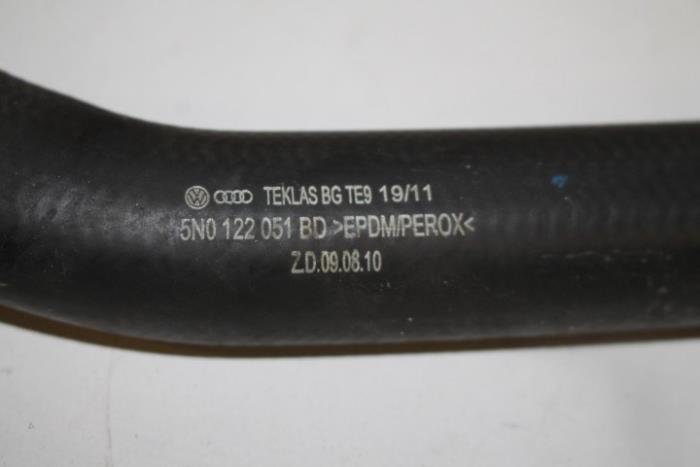 TEKLAS BG TE9 19/11
5N0 122 051 BD >EPDM/PEROX<
Z.D.09.08.10